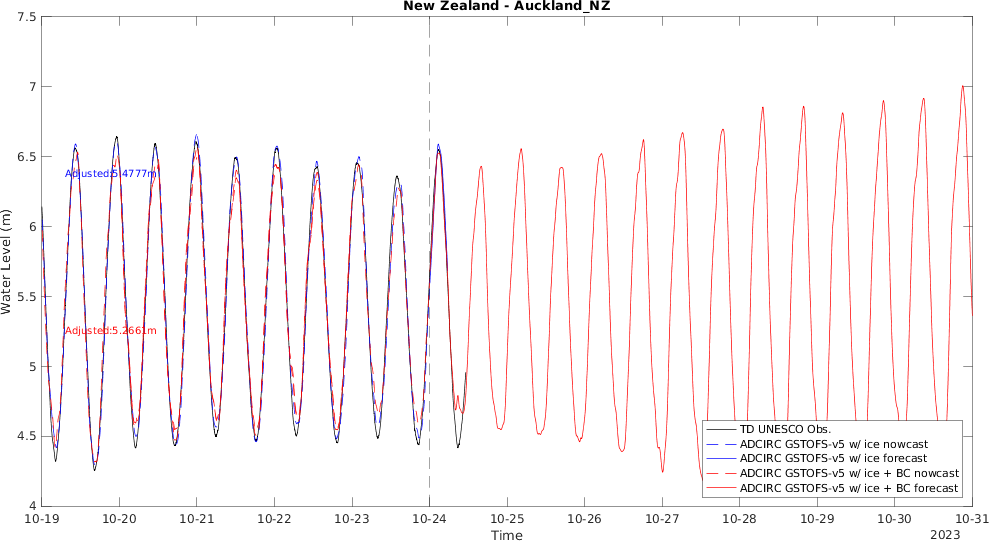 New Zealand - Auckland_NZ
Water Level (m)
7.5
7
6.5
6
5.5
5
4.5
4
Adjusted:5.4777m
Adjusted:5.2661m
TD UNESCO Obs.
ADCIRC GSTOFS-v5 w/ ice nowcast
ADCIRC GSTOFS-v5 w/ ice forecast
ADCIRC GSTOFS-v5 w/ ice + BC nowcast
ADCIRC GSTOFS-v5 w/ ice + BC forecast
10-19 10-20 10-21 10-22 10-23 10-24 10-25 10-26 10-27 10-28 10-29 10-30 10-31
Time
2023